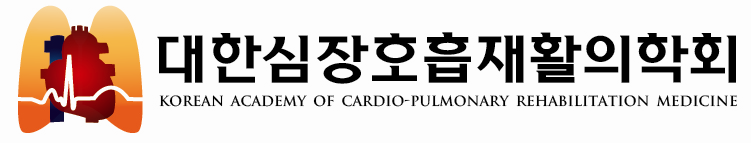 대한심장호흡재활의학회
KOREAN ACADEMY OF CARDIO-PULMONARY REHABILITATION MEDICINE